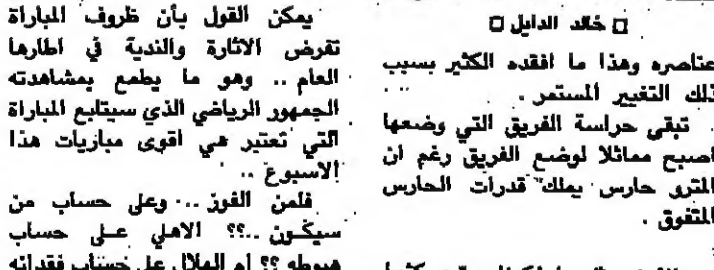 □ خالد الدايل □
عناصره وهذا ما افقده الكثير بسبب
ذلك التغيير المستمر .
تبقى حراسة الفريق التي وضعها
اصبح مماثلا لوضع الفريق رغم ان
المترو حارس يملك قدرات الحارس
المتفوق .
يمكن القول بأن ظروف المباراة
تفرض الاثارة والندية في اطارها
العام .. وهو ما يطمع بمشاهدته
الجمهور الرياضي الذي سيتابع المباراة
التي تعتبر هي اقوى مباريات هذا
الاسبوع ..
فلمن الفوز .. وعلى حساب من
سيكون ..؟؟ الاهلي على حساب
هبوطه ؟؟ أم الهلال على حساب فقدانه